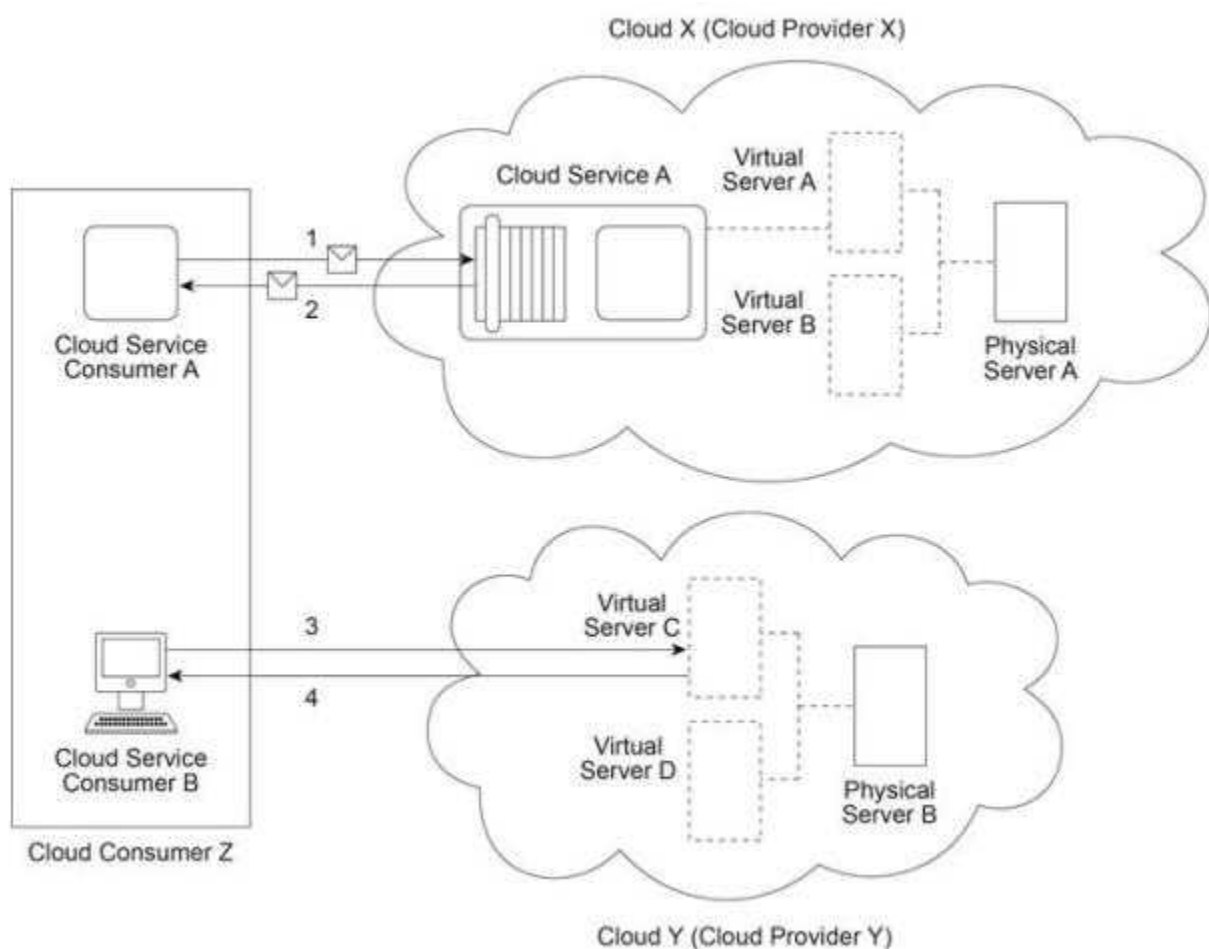 Cloud X (Cloud Provider X)
Cloud Service A
Virtual
Server A
1
2
Virtual
Server B
Cloud Service
Consumer A
Physical
Server A
3
Virtual
Server C
4
Cloud Service
Consumer B
Virtual
Server D
Physical
Server B
Cloud Consumer Z
Cloud Y (Cloud Provider Y)